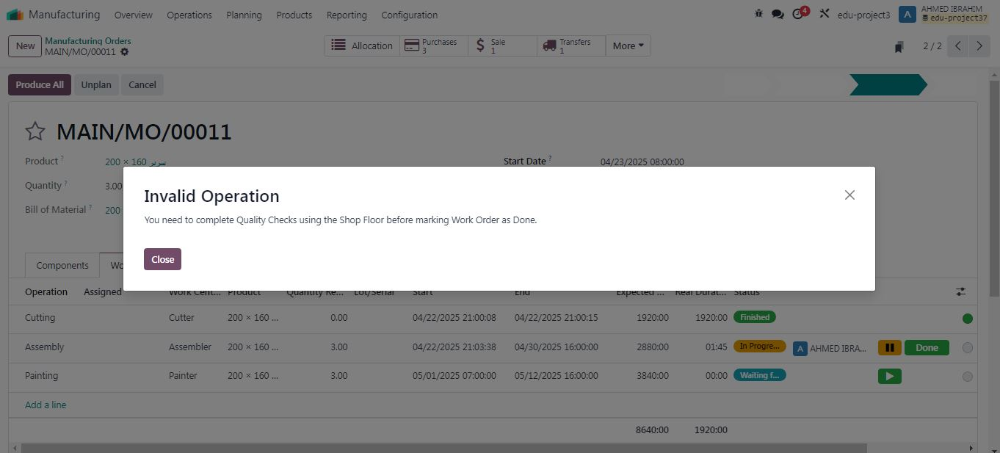 Manufacturing Overview Operations Planning Products Reporting Configuration 4 edu-project3 A AHMED IBRAHIM
edu-project37
New Manufacturing Orders Allocation Purchases Sale Transfers More 2 / 2
MAIN/MO/00011 3 1 1
Produce All Unplan Cancel
MAIN/MO/00011
Product ? سرير 160 × 200 Start Date ? 04/23/2025 08:00:00
Quantity ? 3.00
Bill of Material ? 200
Invalid Operation
You need to complete Quality Checks using the Shop Floor before marking Work Order as Done.
Close
Components Wo
Operation Assigned Work Cent... Product Quantity Re... Lot/Serial Start End Expected ... Real Durat... Status
Cutting Cutter 200 × 160 ... 0.00 04/22/2025 21:00:08 04/22/2025 21:00:15 1920:00 1920:00 Finished
Assembly Assembler 200 × 160 ... 3.00 04/22/2025 21:03:38 04/30/2025 16:00:00 2880:00 01:45 In Progre... A AHMED IBRA... Done
Painting Painter 200 × 160 ... 3.00 05/01/2025 07:00:00 05/12/2025 16:00:00 3840:00 00:00 Waiting f...
Add a line
8640:00 1920:00